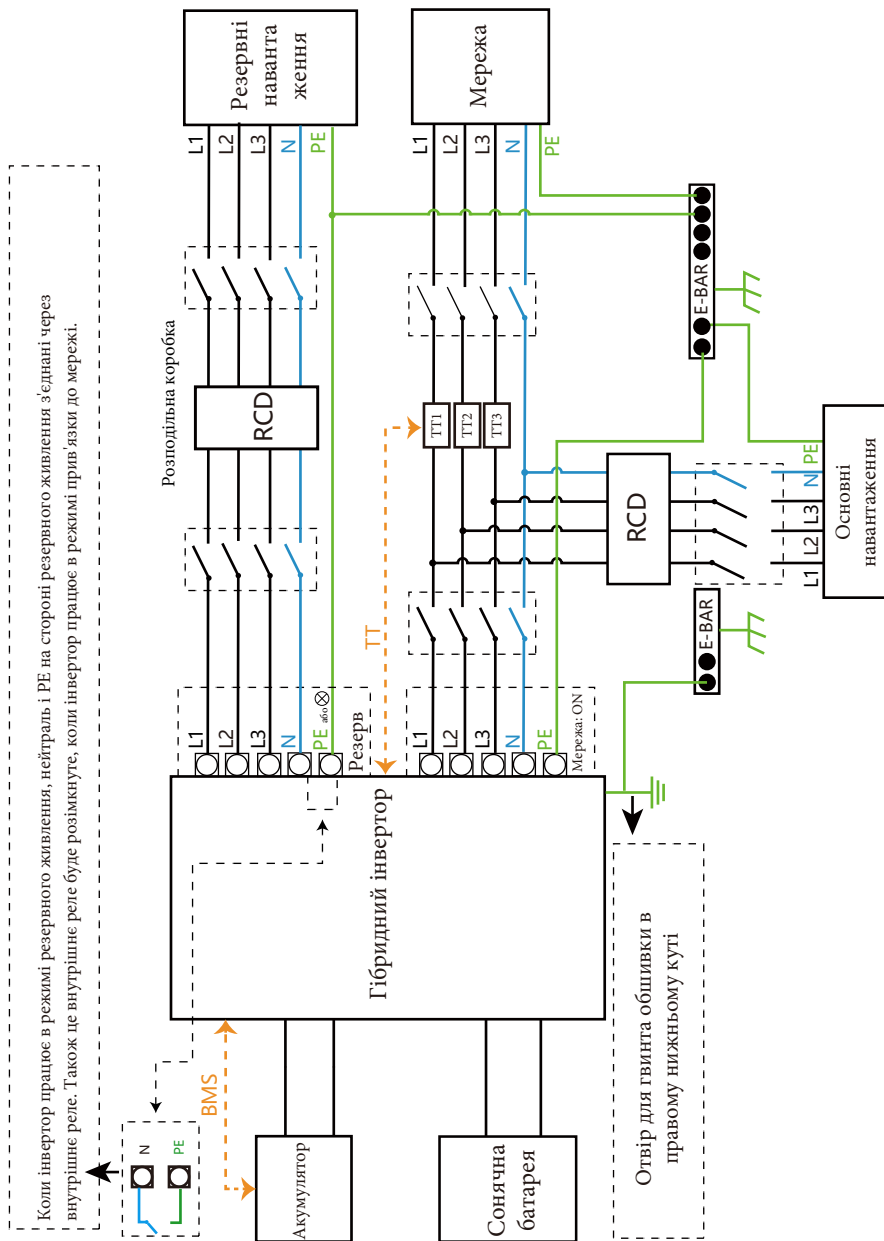 Коли інвертор працює в режимі резервного живлення, нейтраль і PE на стороні резервного живлення з'єднані через
внутрішнє реле. Також це внутрішнє реле буде розімкнуте, коли інвертор працює в режимі прив'язки до мережі.
N
PE
BMS
Акумулятор
Сонячна
батарея
Гібридний інвертор
L1
L2
L3
N
PE
або
Резерв
L1
L2
L3
N
PE
Мережа: ON
TT
Розподільна коробка
RCD
Резервні
наванта
ження
L1
L2
L3
N
PE
Мережа
L1
L2
L3
N
PE
TT1
TT2
TT3
RCD
E-BAR
E-BAR
L1
L2
L3
N
PE
Основні
навантаження
Отвір для гвинта обшивки в
правому нижньому куті